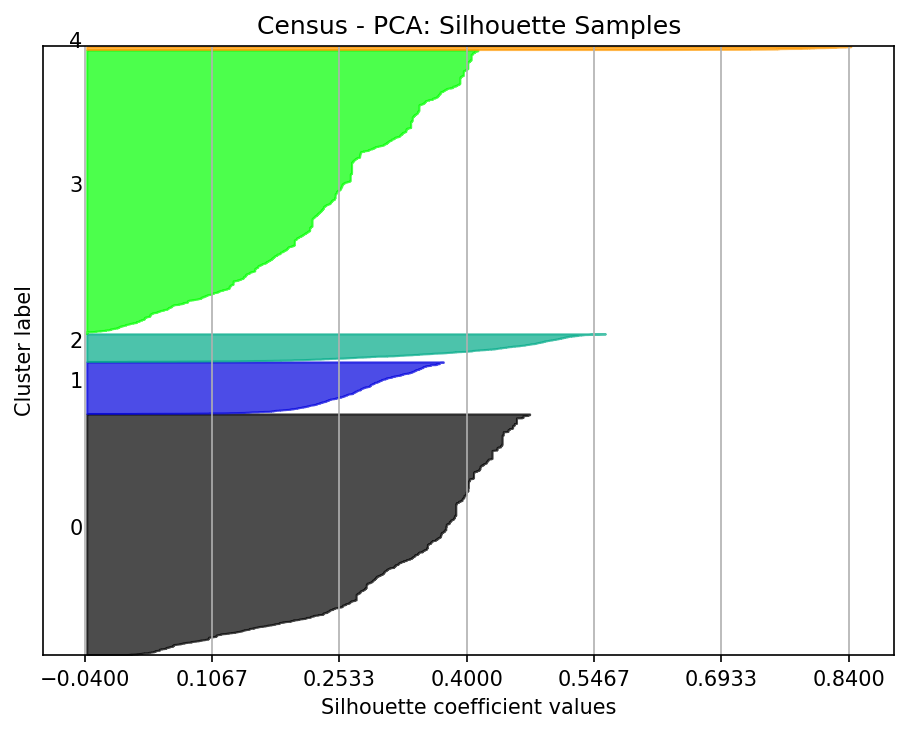 Census - PCA: Silhouette Samples
4
3
2
1
0
Cluster label
−0.0400 0.1067 0.2533 0.4000 0.5467 0.6933 0.8400
Silhouette coefficient values